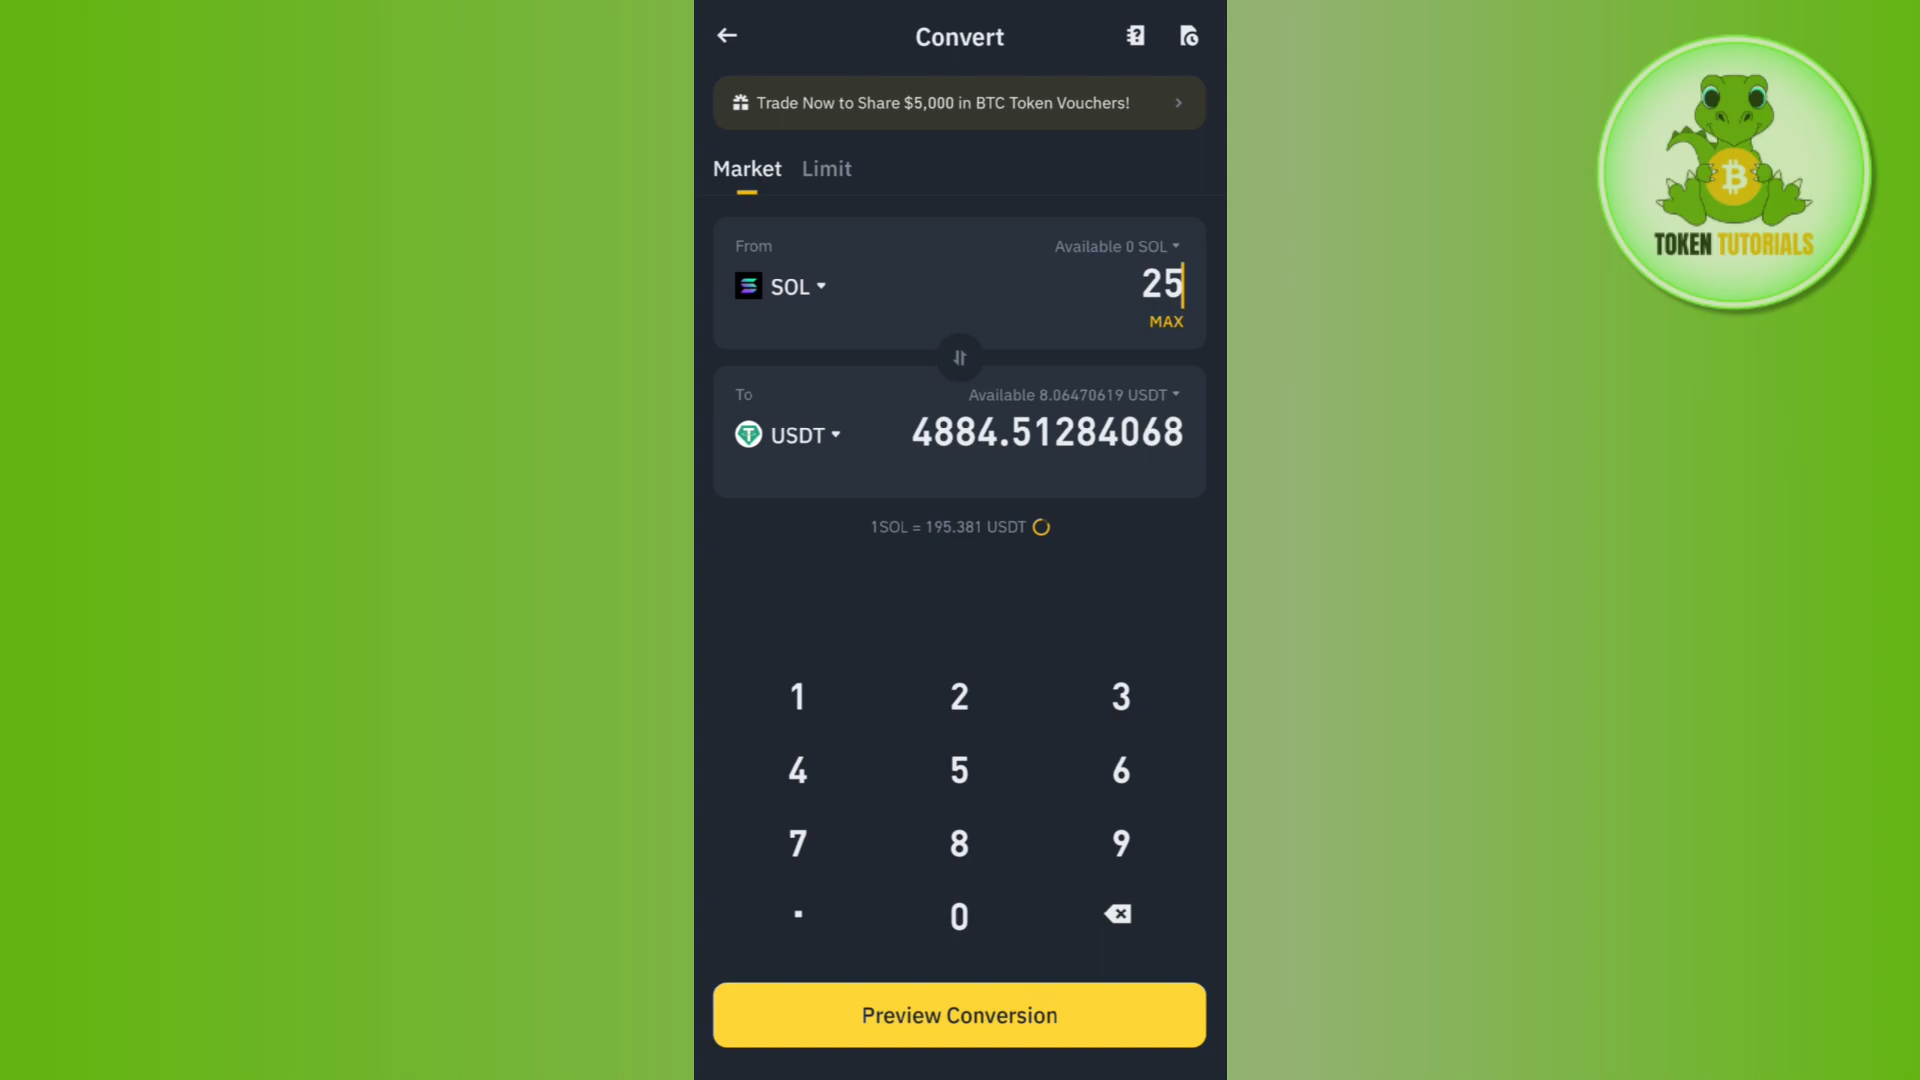 Convert
Trade Now to Share $5,000 in BTC Token Vouchers!
Market Limit
From Available 0 SOL
SOL 25
MAX
To Available 8.06470619 USDT
USDT 4884.51284068
1SOL = 195.381 USDT
1 2 3
4 5 6
7 8 9
. 0
Preview Conversion
TOKEN TUTORIALS